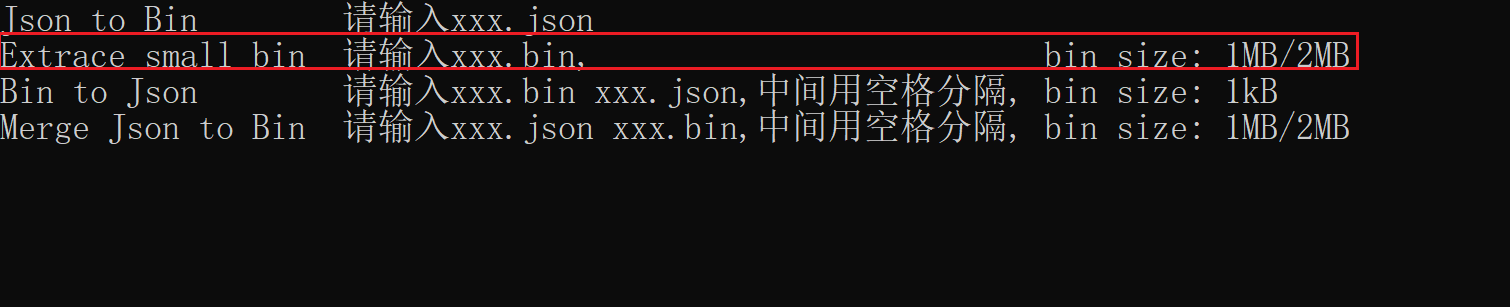 Json to Bin 请输入xxx.json
Extrace small bin 请输入xxx.bin, bin size: 1MB/2MB
Bin to Json 请输入xxx.bin xxx.json,中间用空格分隔, bin size: 1kB
Merge Json to Bin 请输入xxx.json xxx.bin,中间用空格分隔, bin size: 1MB/2MB